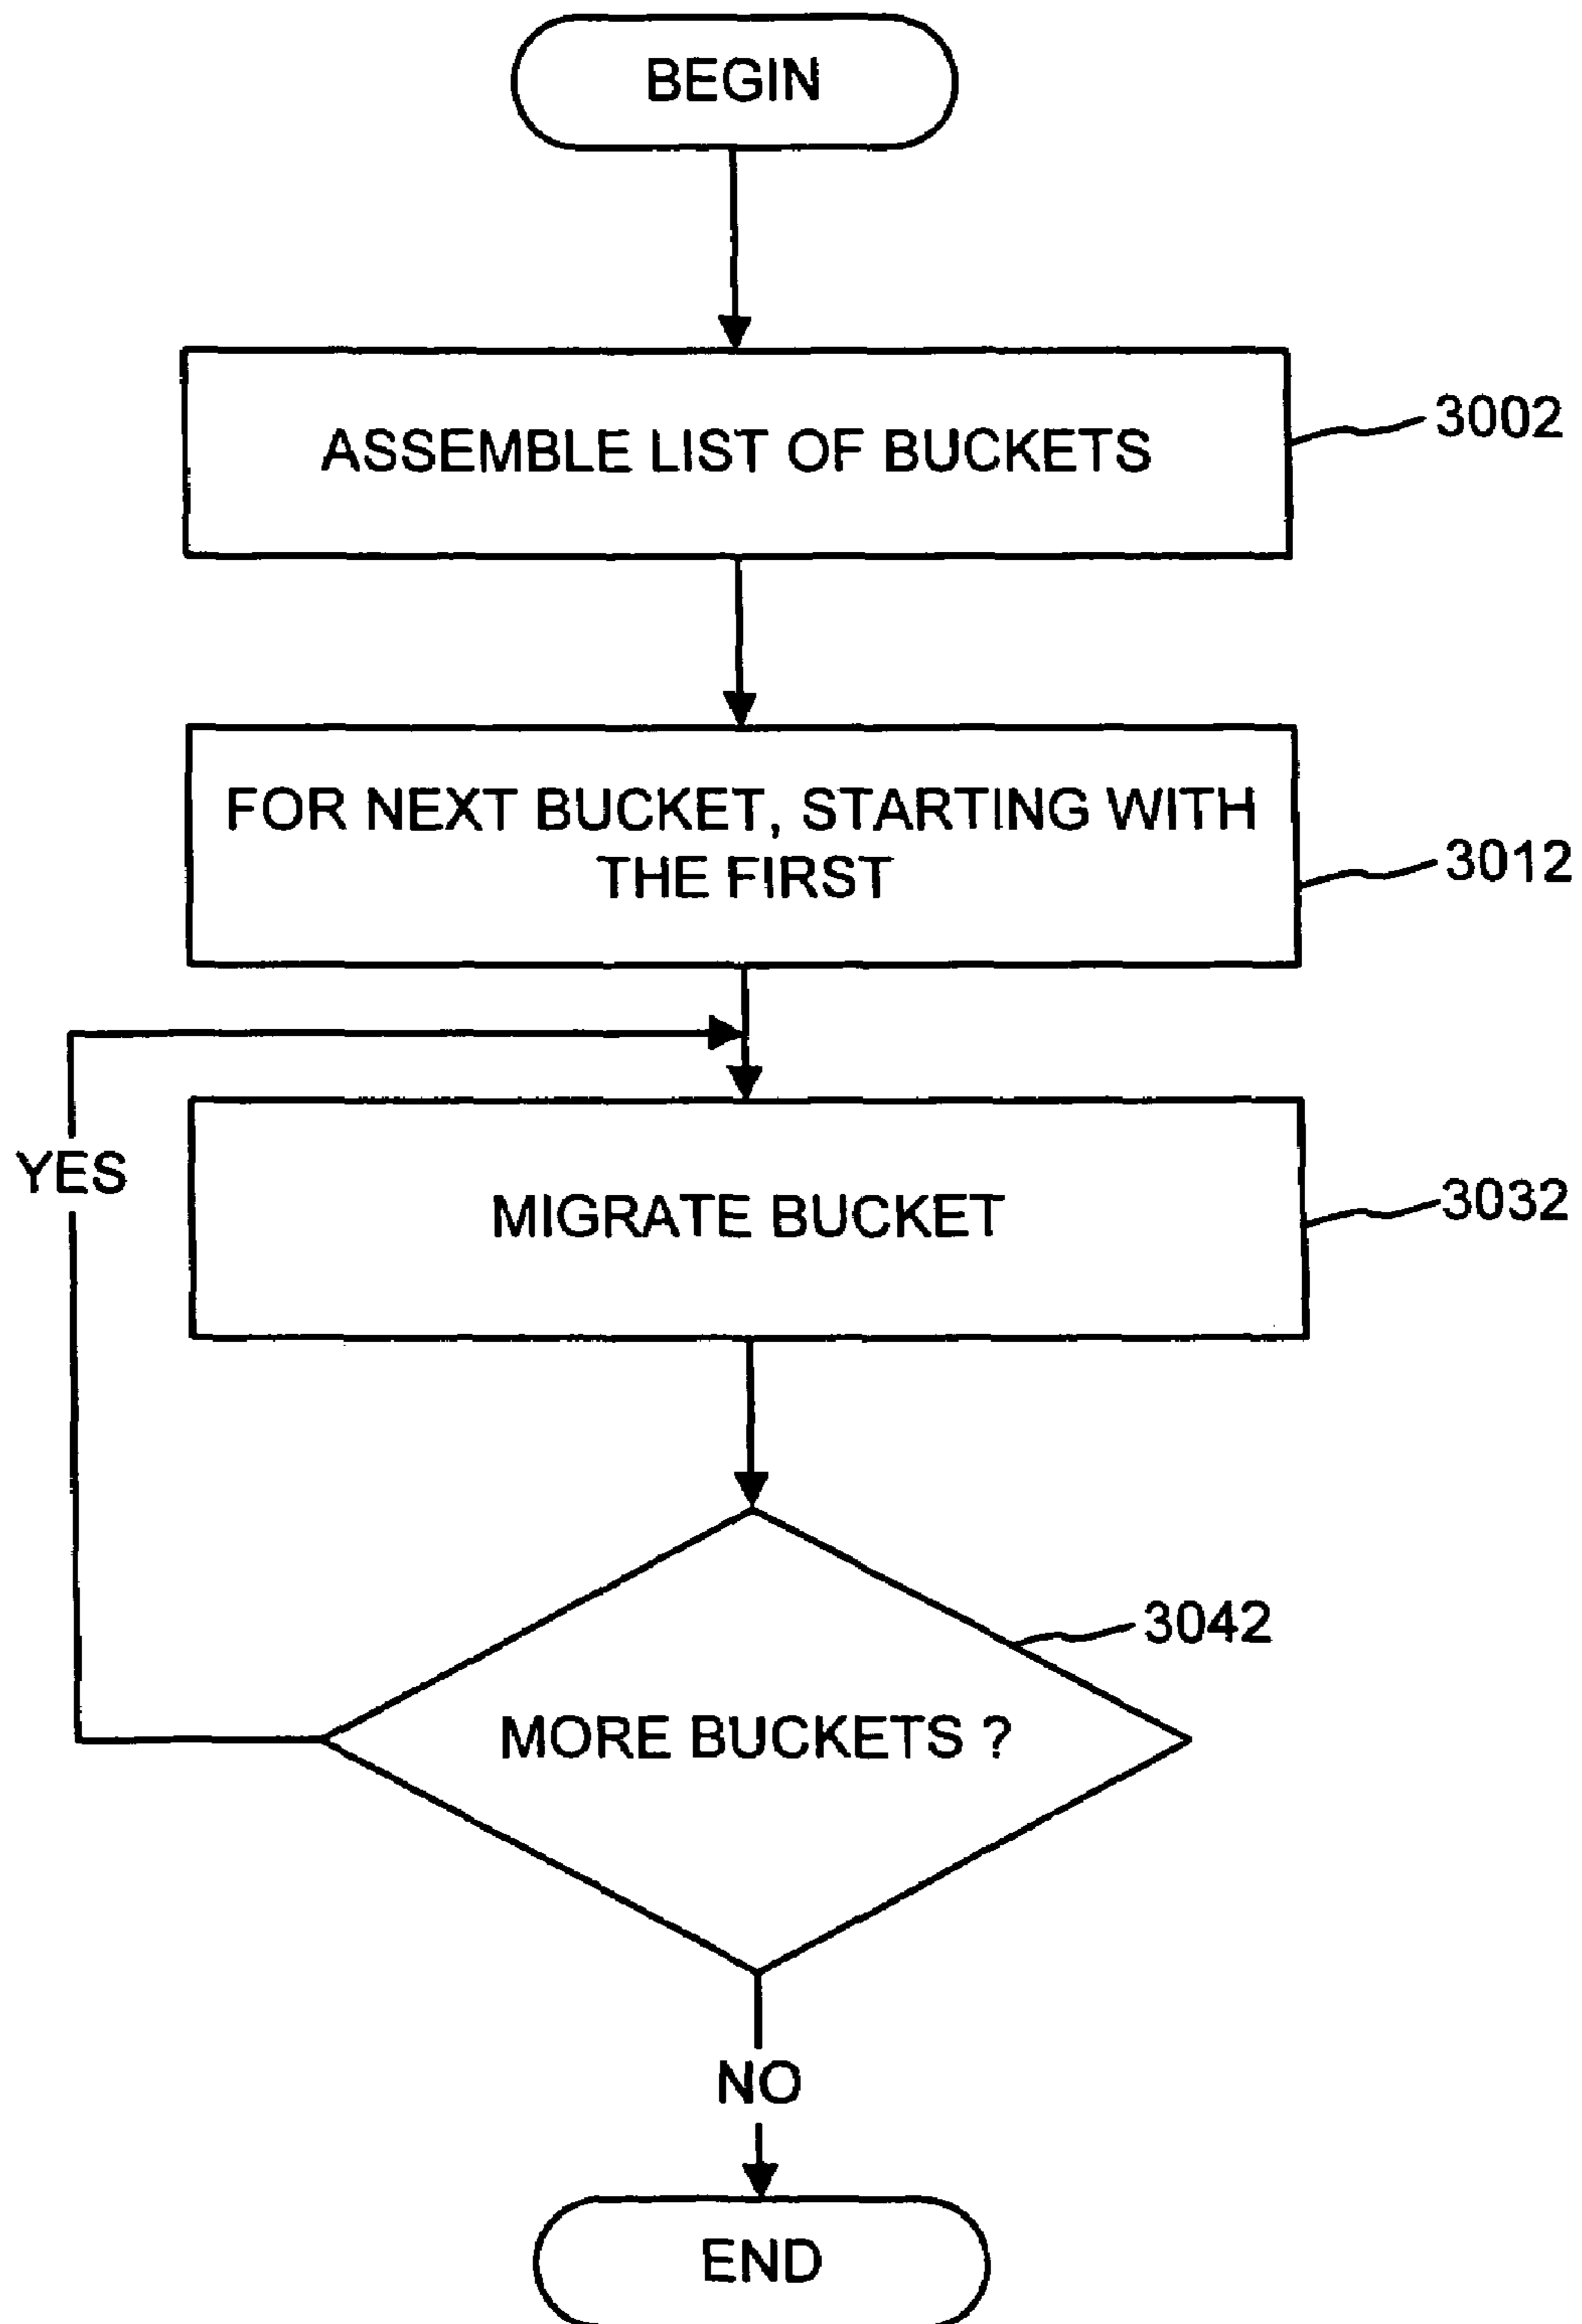 BEGIN
ASSEMBLE LIST OF BUCKETS
3002
FOR NEXT BUCKET, STARTING WITH
THE FIRST
3012
YES
MIGRATE BUCKET
3032
3042
MORE BUCKETS ?
NO
END